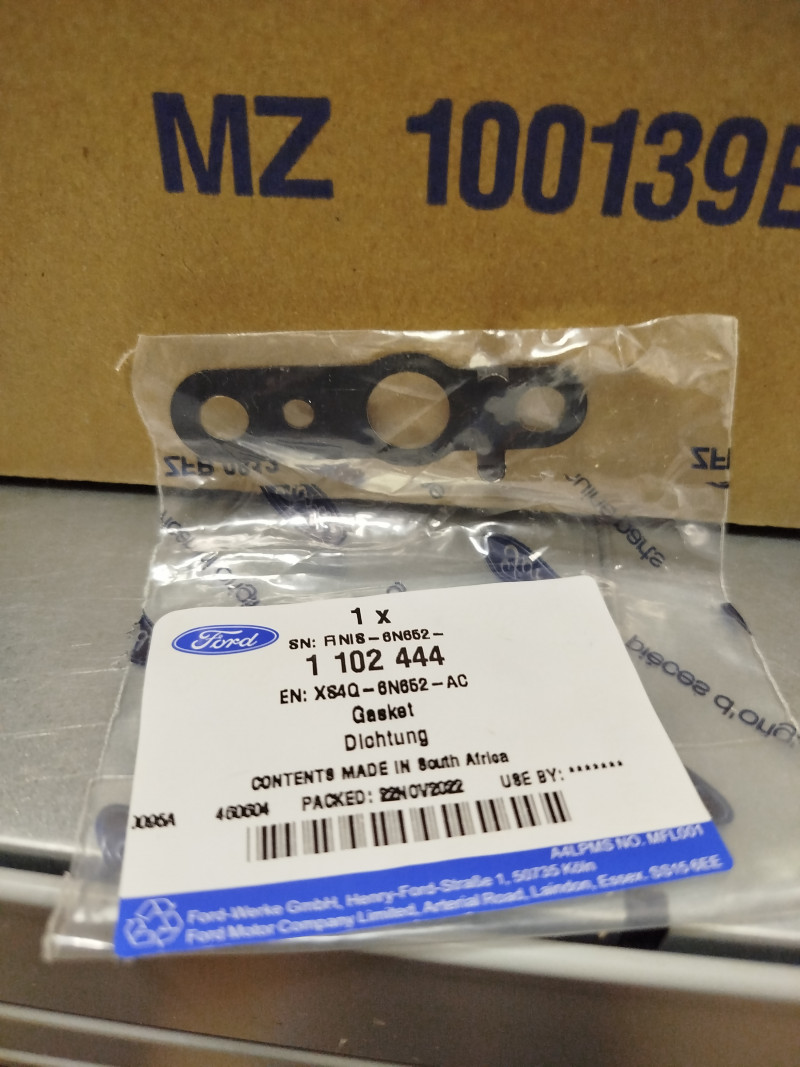 MZ 100139
1 x
Ford
SN: FINIS-6N652-
1 102 444
EN: XS4Q-6N652-AC
Gasket
Dichtung
CONTENTS MADE IN South Africa
460604 PACKED: 22NOV2022 USE BY: *******
A4LPMS NO. MFL001
Ford-Werke GmbH, Henry-Ford-Straße 1, 50735 Köln
Ford Motor Company Limited, Arterial Road, Laindon, Essex, SS15 6EE